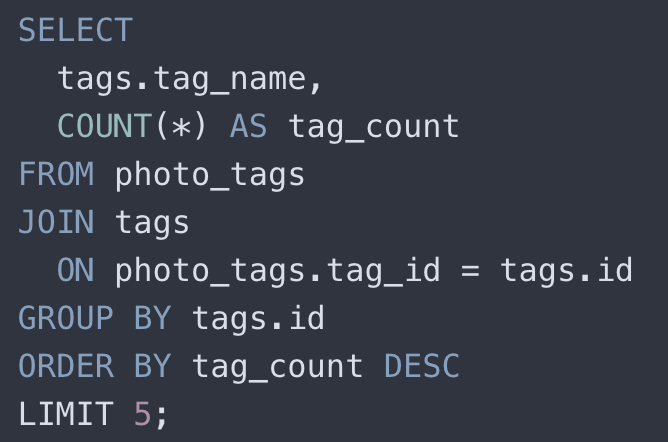 SELECT
  tags.tag_name,
  COUNT(*) AS tag_count
FROM photo_tags
JOIN tags
  ON photo_tags.tag_id = tags.id
GROUP BY tags.id
ORDER BY tag_count DESC
LIMIT 5;